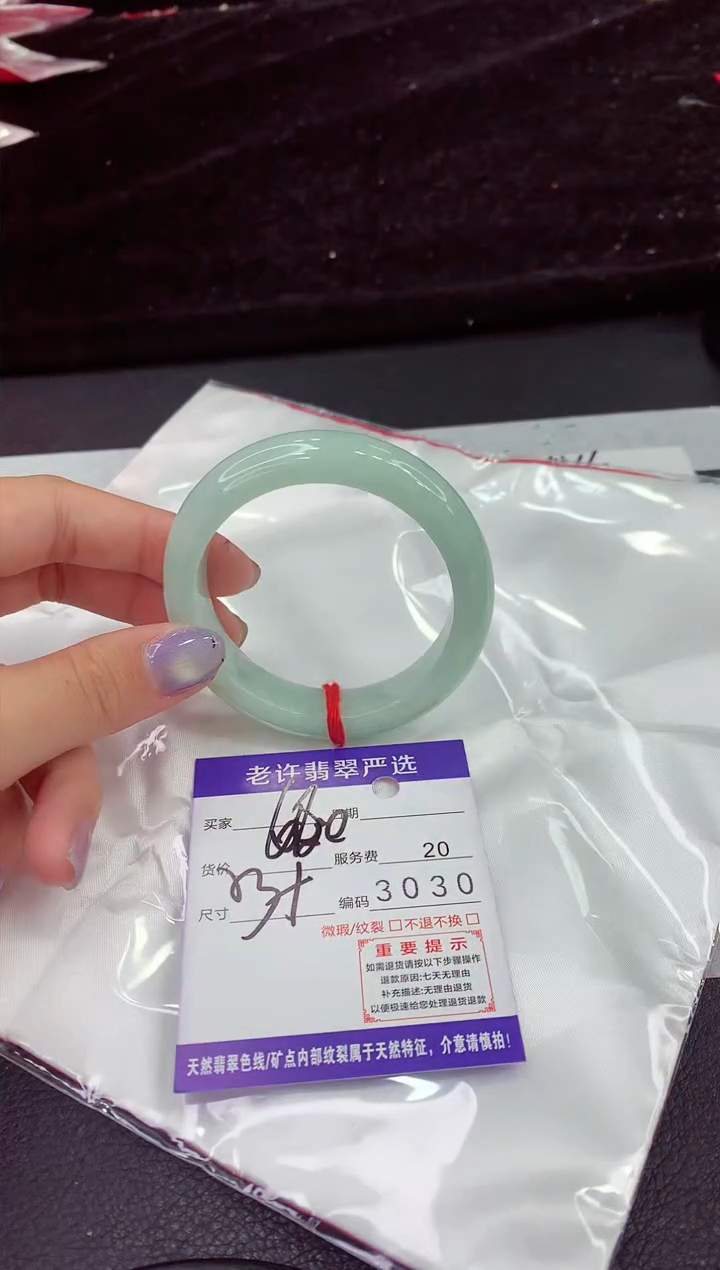 老许翡翠严选
买家 期
货价 服务费 20
尺寸 编码 3030
微瑕/纹裂 □不退不换 □
重要提示
如需退货请按以下步骤操作
退款原因:七天无理由
补充描述:无理由退货
以便极速给您处理退货退款
天然翡翠色线/矿点内部纹裂属于天然特征，介意请慎拍!